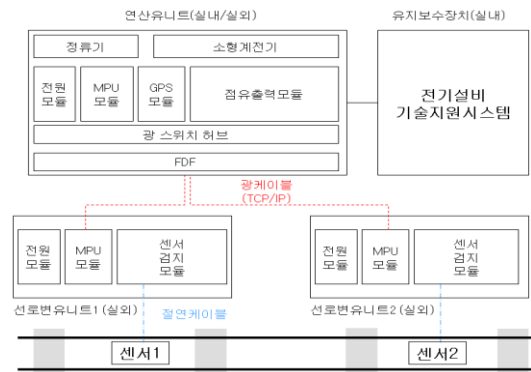 연산유니트(실내/실외)
유지보수장치(실내)
정류기
소형계전기
전원
모듈
MPU
모듈
GPS
모듈
점유출력모듈
광 스위치 허브
FDF
전기설비
기술지원시스템
광케이블
(TCP/IP)
전원
모듈
MPU
모듈
센서
검지
모듈
선로변유니트1 (실외)
절연케이블
전원
모듈
MPU
모듈
센서
검지
모듈
선로변유니트2 (실외)
센서1
센서2